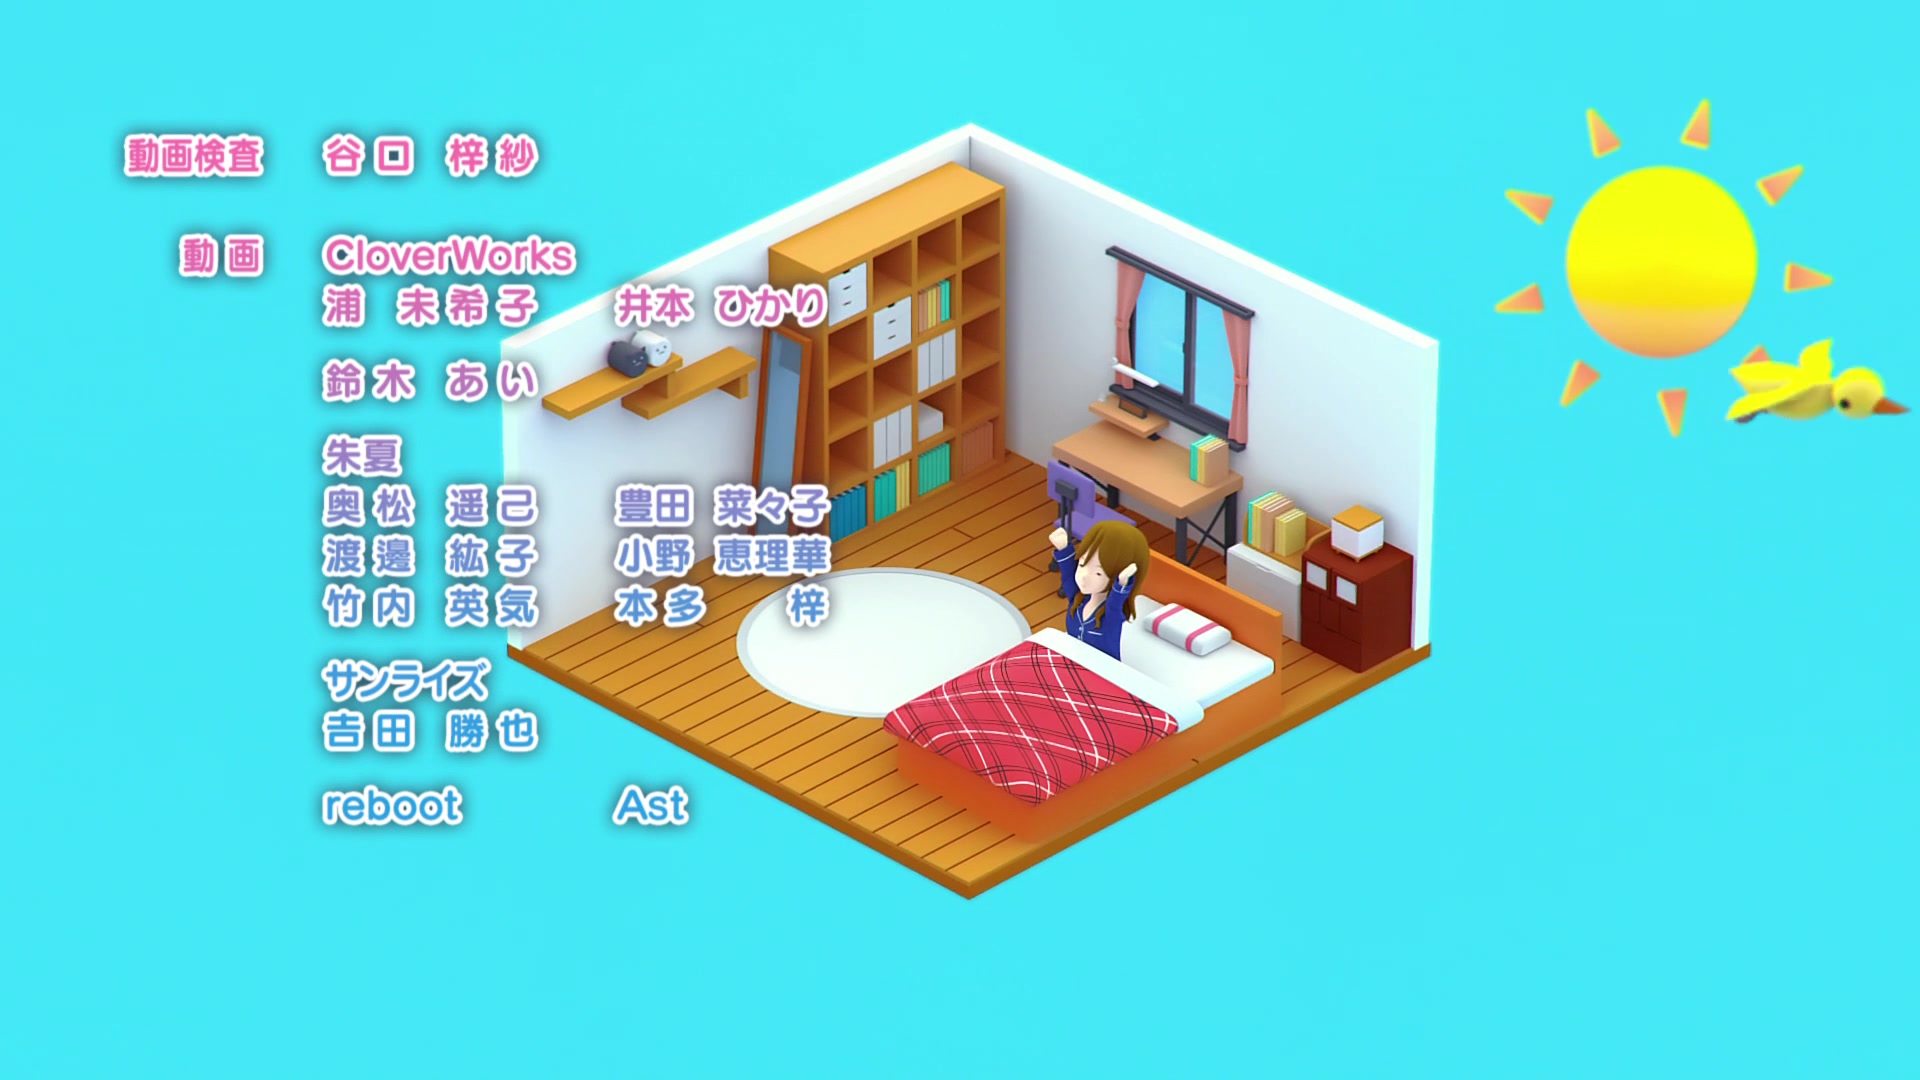 動画検査 谷口 梓紗
動画 CloverWorks
浦 未希子 井本 ひかり
鈴木 あい
朱夏
奥松 遥己 豊田 菜々子
渡邊 紘子 小野 恵理華
竹内 英気 本多 梓
サンライズ
𠮷田 勝也
reboot Ast